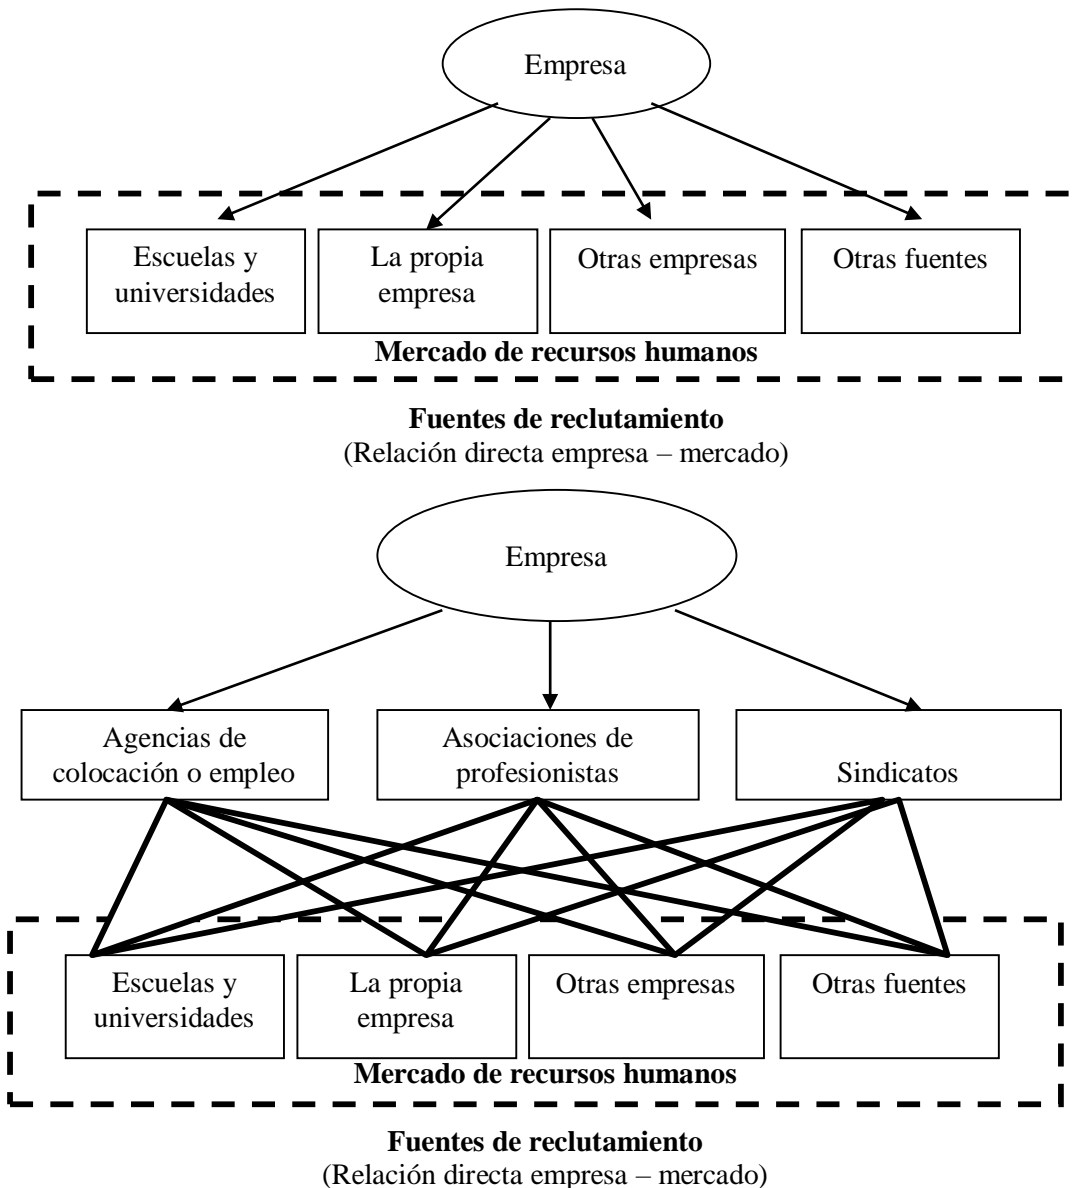 Empresa
Escuelas y
universidades
La propia
empresa
Otras empresas
Otras fuentes
Mercado de recursos humanos
Fuentes de reclutamiento
(Relación directa empresa – mercado)
Empresa
Agencias de
colocación o empleo
Asociaciones de
profesionistas
Sindicatos
Escuelas y
universidades
La propia
empresa
Otras empresas
Otras fuentes
Mercado de recursos humanos
Fuentes de reclutamiento
(Relación directa empresa – mercado)